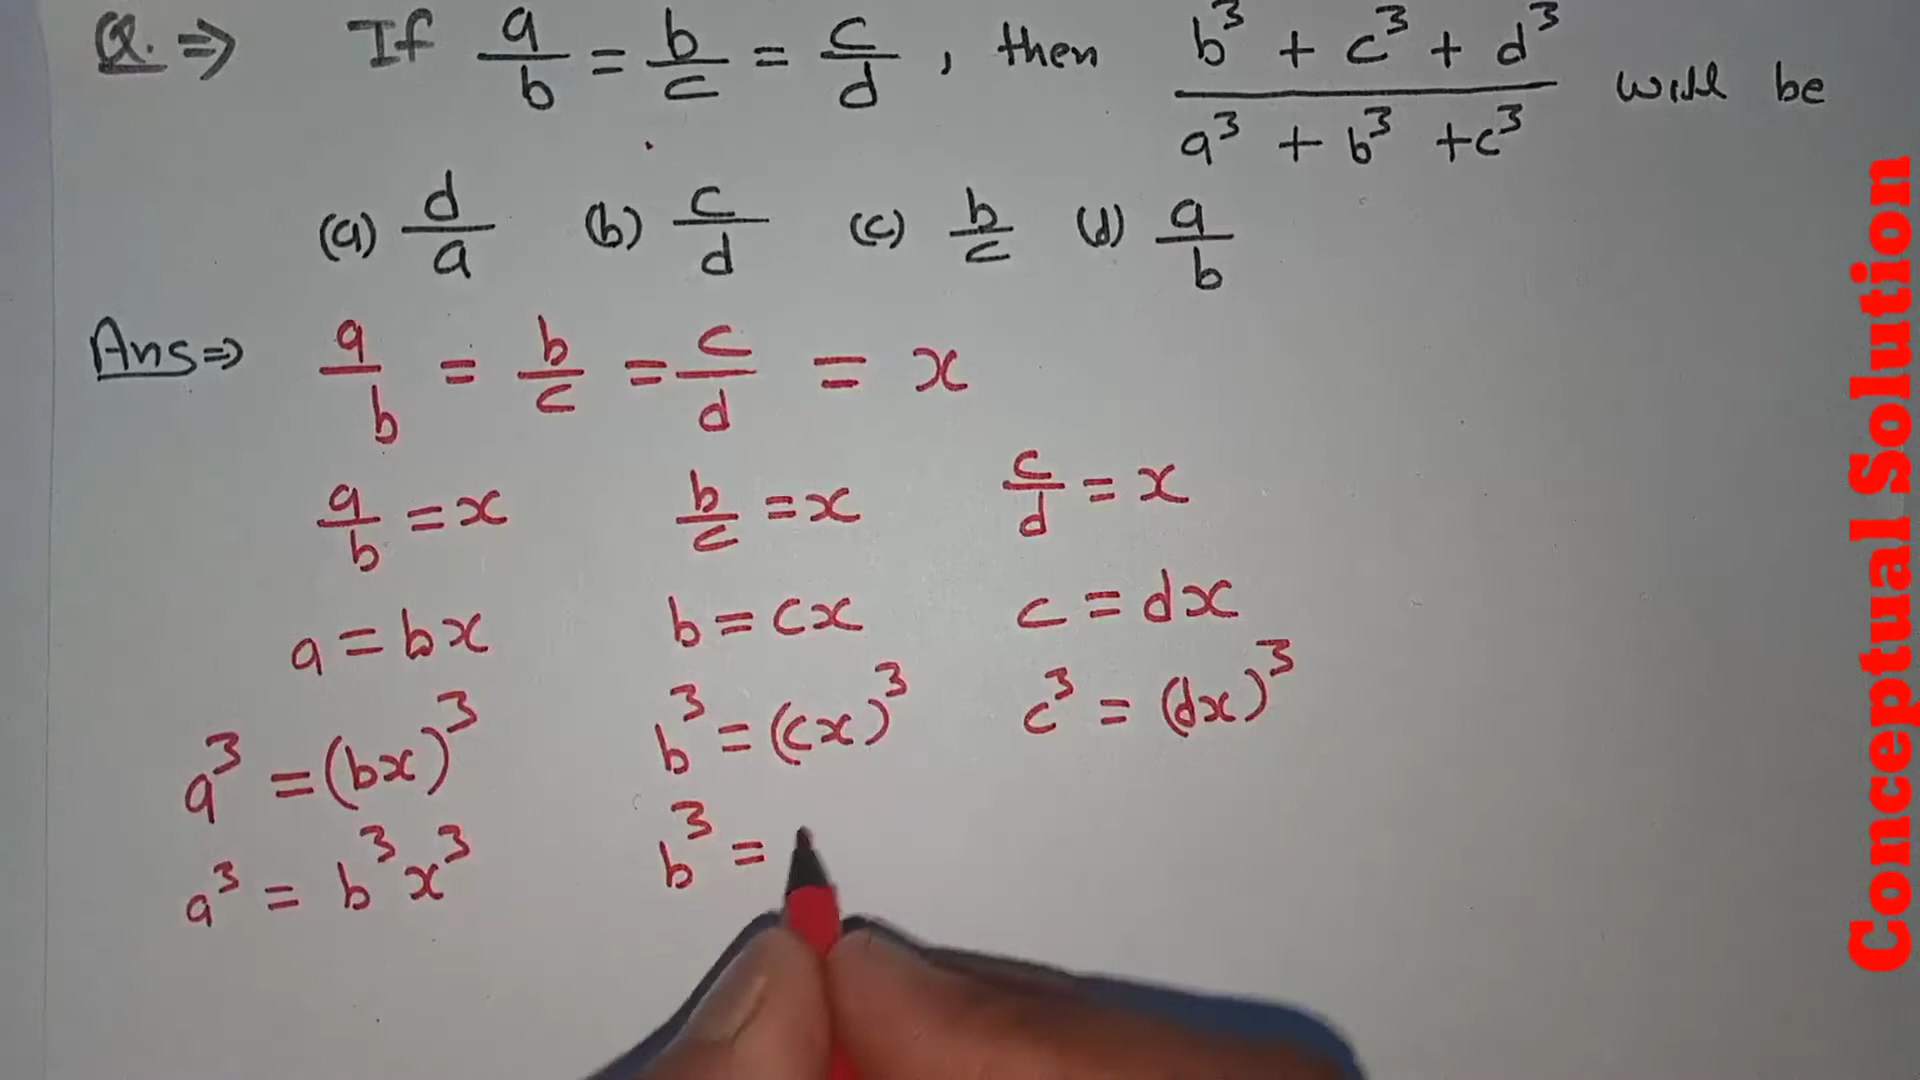 Q. ⇒ If a/b = b/c = c/d , then (b³ + c³ + d³)/(a³ + b³ + c³) will be
(a) d/a (b) c/d (c) b/c (d) a/b
Ans ⇒ a/b = b/c = c/d = x
a/b = x b/c = x c/d = x
a = bx b = cx c = dx
a³ = (bx)³ b³ = (cx)³ c³ = (dx)³
a³ = b³x³ b³ =
Conceptual Solution